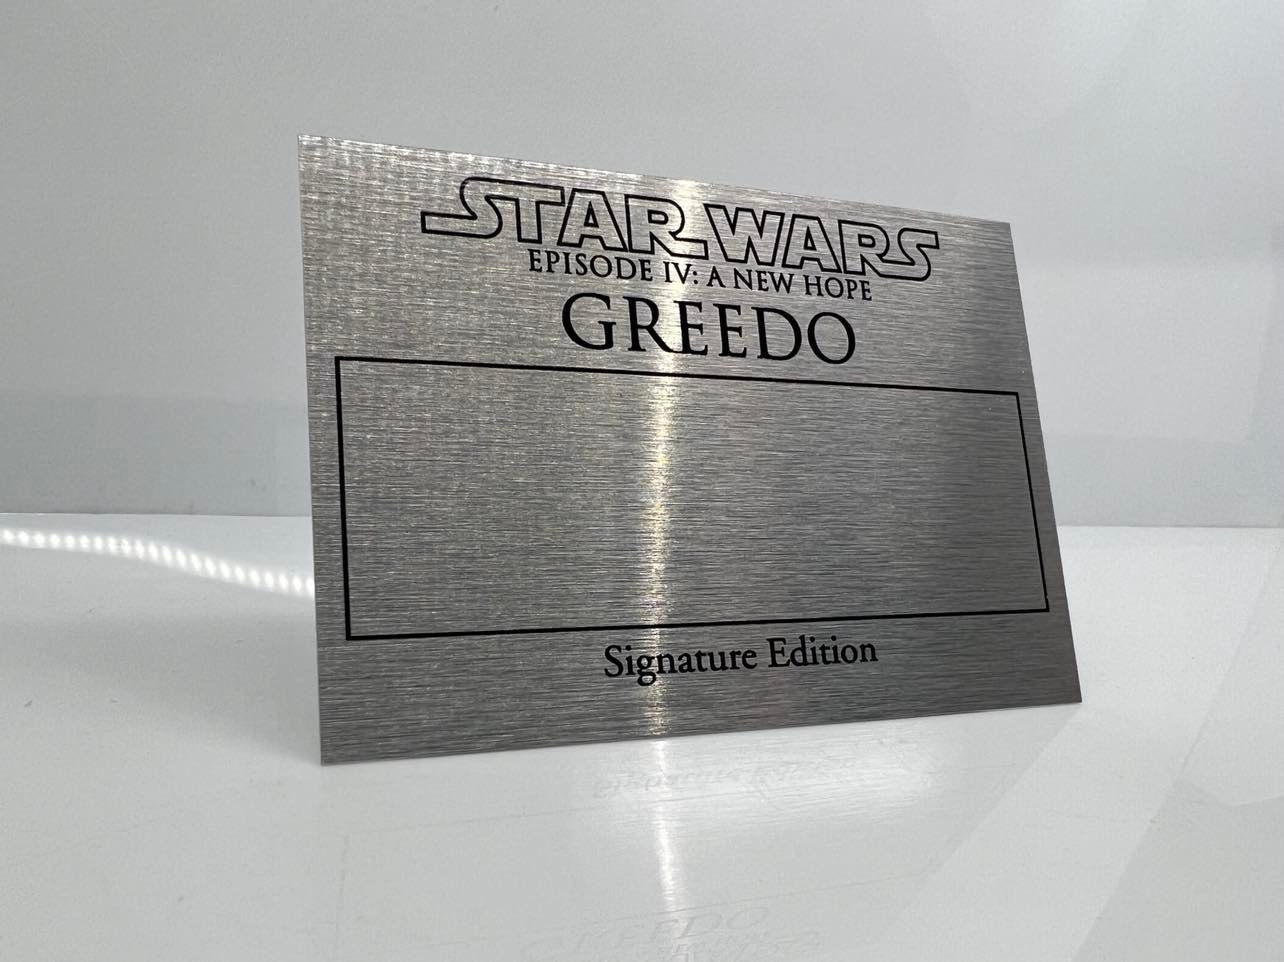 STAR WARS
EPISODE IV: A NEW HOPE
GREEDO
Signature Edition